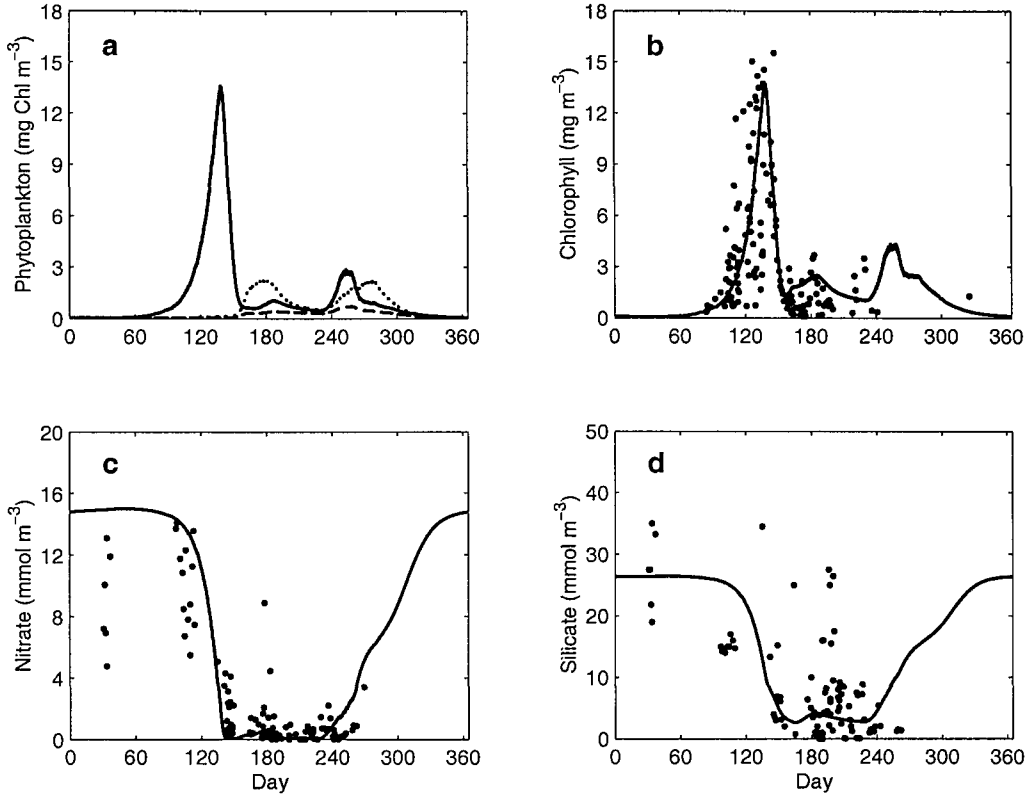 a
Phytoplankton (mg Chl m⁻³)
18
15
12
9
6
3
0
0 60 120 180 240 300 360
b
Chlorophyll (mg m⁻³)
18
15
12
9
6
3
0
0 60 120 180 240 300 360
c
Nitrate (mmol m⁻³)
20
16
12
8
4
0
0 60 120 180 240 300 360
Day
d
Silicate (mmol m⁻³)
50
40
30
20
10
0
0 60 120 180 240 300 360
Day